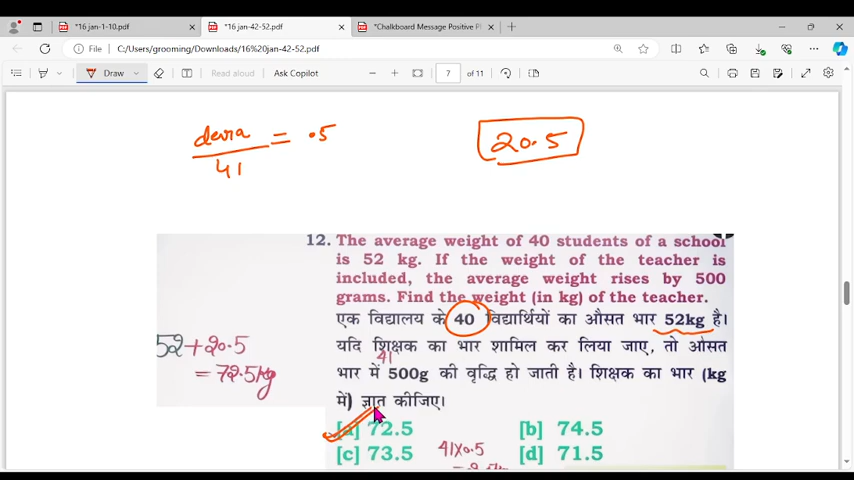 *16 jan-1-10.pdf
*16 jan-42-52.pdf
*Chalkboard Message Positive Pl
File
C:/Users/grooming/Downloads/16%20jan-42-52.pdf
Draw
Read aloud
Ask Copilot
7
of 11
= .5
41
20.5
12. The average weight of 40 students of a school
is 52 kg. If the weight of the teacher is
included, the average weight rises by 500
grams. Find the weight (in kg) of the teacher.
एक विद्यालय के 40 विद्यार्थियों का औसत भार 52kg है।
यदि शिक्षक का भार शामिल कर लिया जाए, तो औसत
41
भार में 500g की वृद्धि हो जाती है। शिक्षक का भार (kg
में) ज्ञात कीजिए।
52+20.5
= 72.5kg
[a] 72.5 [b] 74.5
[c] 73.5 [d] 71.5
41x0.5